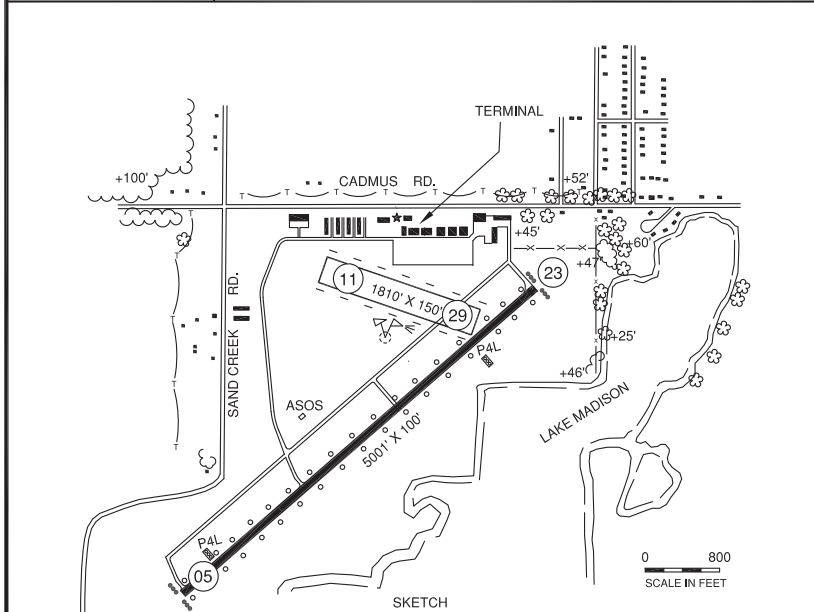 TERMINAL
+100'
CADMUS RD.
+52'
+45'
+60'
+47'
23
11
1810' X 150'
29
SAND CREEK RD.
P4L
+25'
+46'
ASOS
LAKE MADISON
5001' X 100'
P4L
05
0 800
SCALE IN FEET
SKETCH